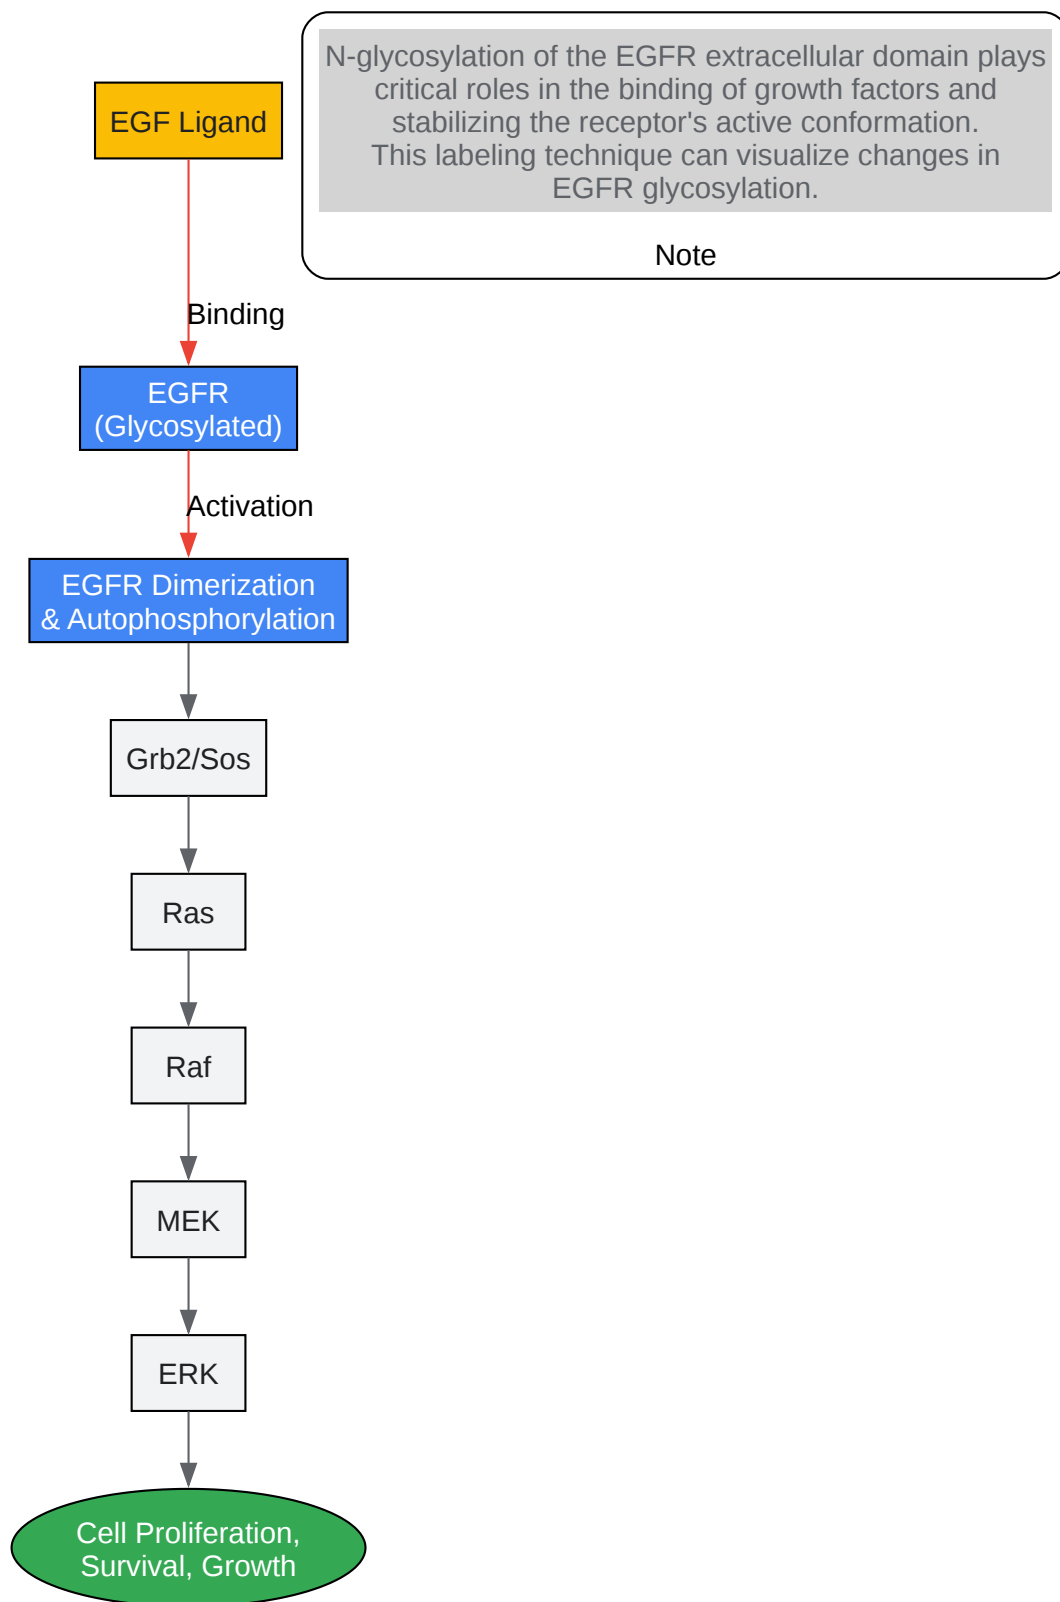 EGF Ligand
N-glycosylation of the EGFR extracellular domain plays
critical roles in the binding of growth factors and
stabilizing the receptor's active conformation.
This labeling technique can visualize changes in
EGFR glycosylation.
Note
Binding
EGFR
(Glycosylated)
Activation
EGFR Dimerization
& Autophosphorylation
Grb2/Sos
Ras
Raf
MEK
ERK
Cell Proliferation,
Survival, Growth